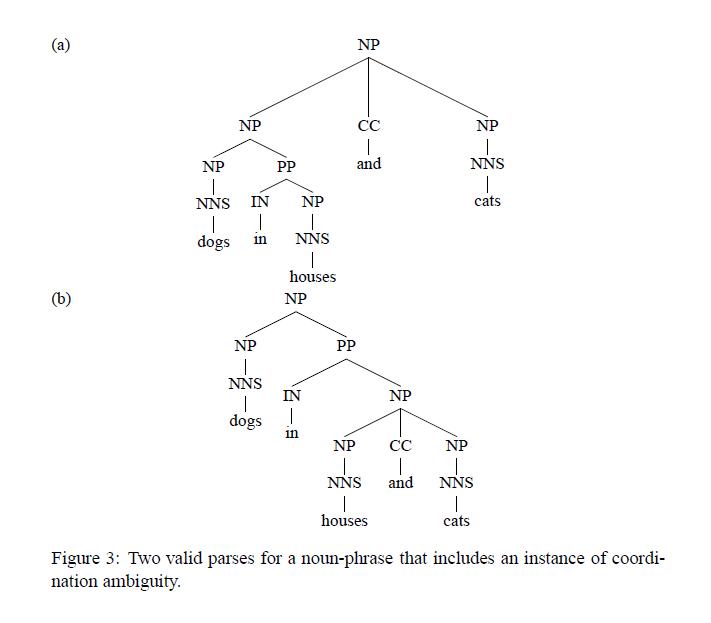 (a) NP
NP CC NP
NP PP and NNS
NNS IN NP cats
dogs in NNS
houses
(b) NP
NP PP
NNS IN NP
dogs in
NP CC NP
NNS and NNS
houses cats
Figure 3: Two valid parses for a noun-phrase that includes an instance of coordi-
nation ambiguity.